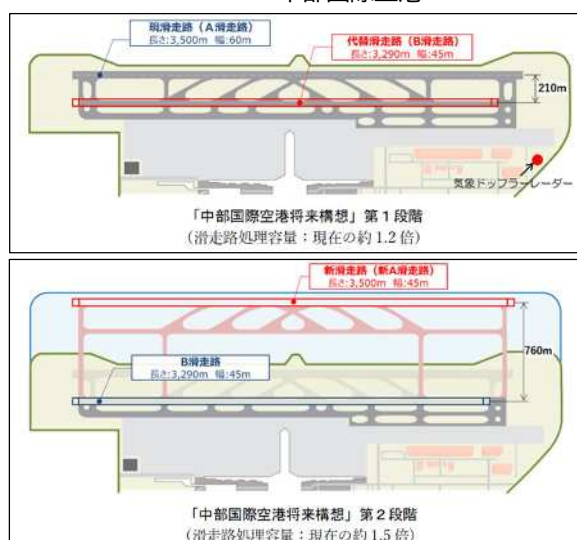 中部国際空港
現滑走路（A滑走路）
長さ:3,500m 幅:60m
代替滑走路（B滑走路）
長さ:3,290m 幅:45m
210m
気象ドップラーレーダー
「中部国際空港将来構想」第１段階
（滑走路処理容量：現在の約 1.2 倍）
新滑走路（新A滑走路）
長さ:3,500m 幅:45m
760m
B滑走路
長さ:3,290m 幅:45m
「中部国際空港将来構想」第２段階
（滑走路処理容量：現在の約 1.5 倍）